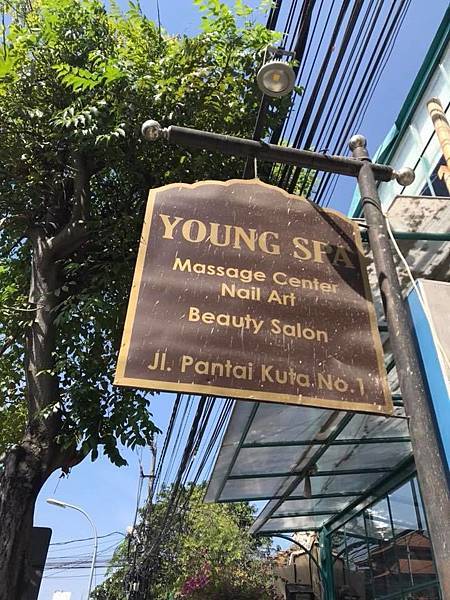 YOUNG SPA
Massage Center
Nail Art
Beauty Salon
Jl. Pantai Kuta No.1